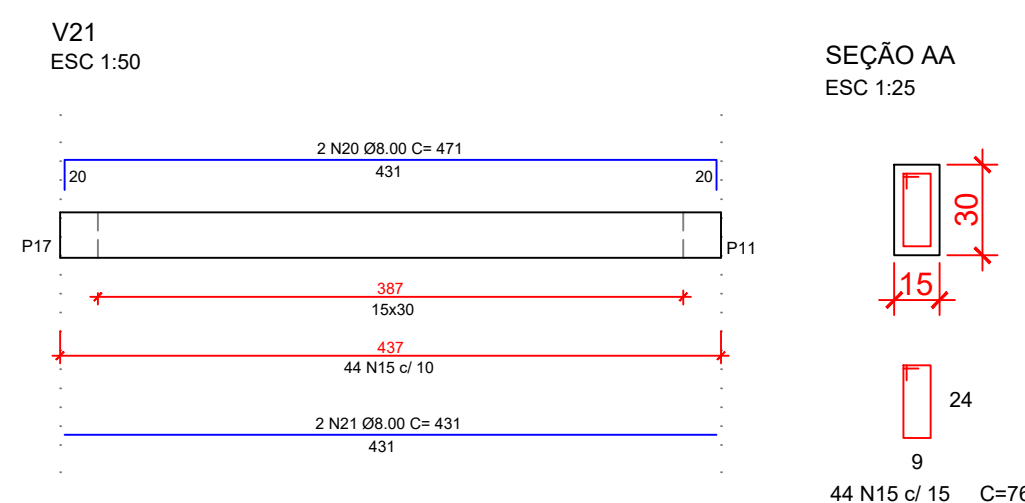 V21
ESC 1:50
2 N20 Ø8.00 C= 471
20
431
20
P17
P11
387
15x30
437
44 N15 c/ 10
2 N21 Ø8.00 C= 431
431
SEÇÃO AA
ESC 1:25
30
15
24
9
44 N15 c/ 15 C=76